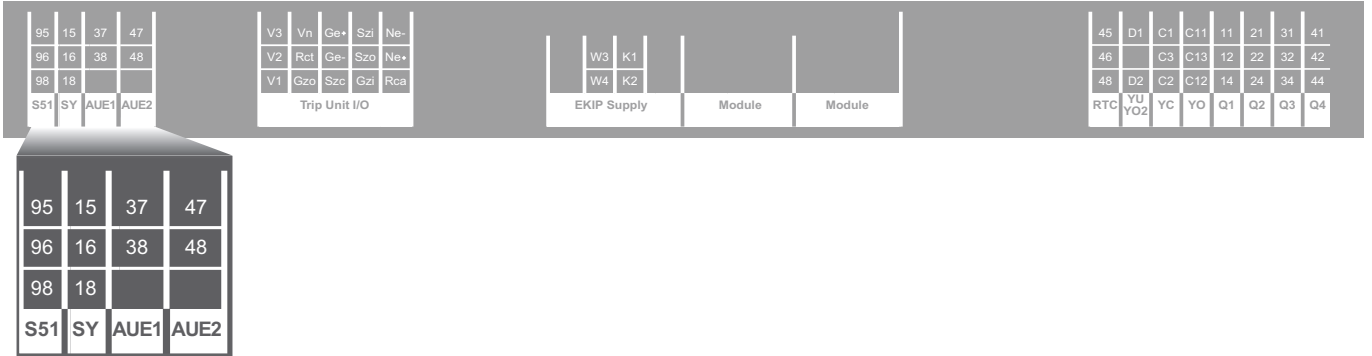 95 15 37 47 V3 Vn Ge+ Szi Ne- 45 D1 C1 C11 11 21 31 41
96 16 38 48 V2 Rct Ge- Szo Ne+ W3 K1 46 C3 C13 12 22 32 42
98 18 V1 Gzo Szc Gzi Rca W4 K2 48 D2 C2 C12 14 24 34 44
S51 SY AUE1 AUE2 Trip Unit I/O EKIP Supply Module Module RTC YU YO2 YC YO Q1 Q2 Q3 Q4
95 15 37 47
96 16 38 48
98 18
S51 SY AUE1 AUE2